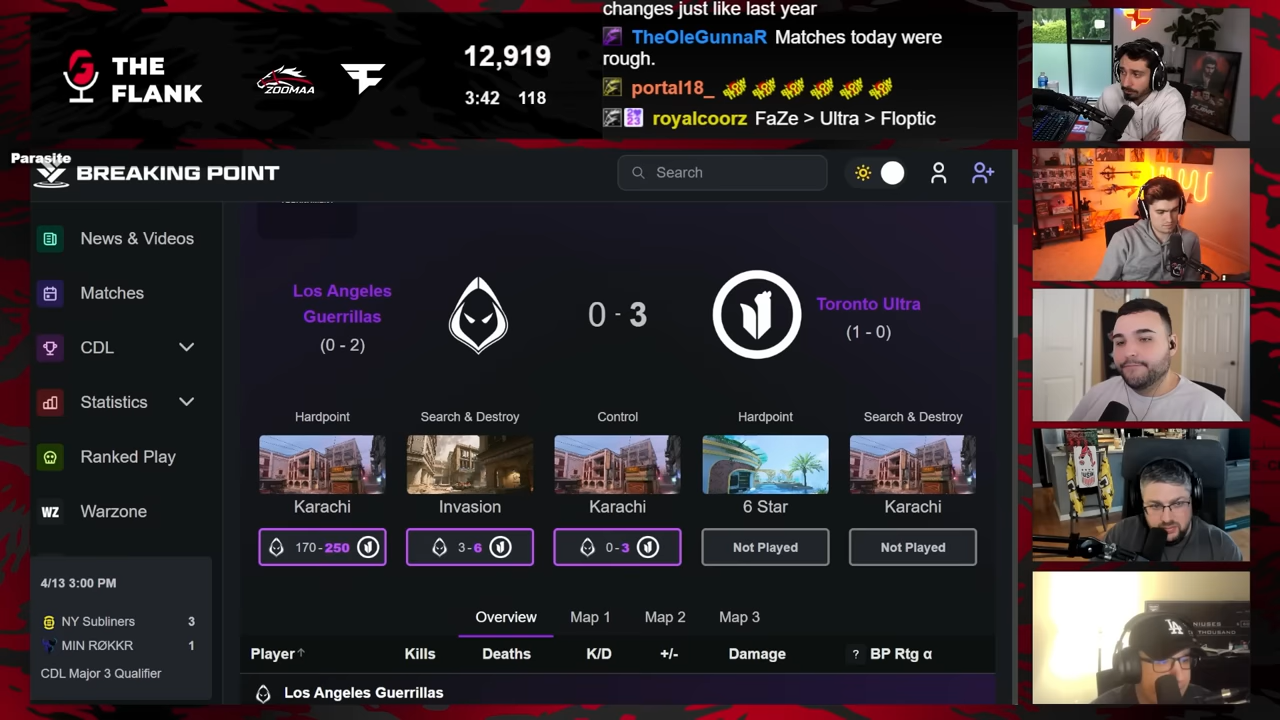 THE
FLANK
ZOOMAA
12,919
3:42 118
changes just like last year
TheOleGunnaR Matches today were
rough.
portal18_
royalcoorz FaZe > Ultra > Floptic
Parasite
BREAKING POINT
Search
News & Videos
Matches
CDL
Statistics
Ranked Play
WZ Warzone
4/13 3:00 PM
NY Subliners 3
MIN RØKKR 1
CDL Major 3 Qualifier
Los Angeles
Guerrillas
(0 - 2)
0 - 3
Toronto Ultra
(1 - 0)
Hardpoint Search & Destroy Control Hardpoint Search & Destroy
Karachi Invasion Karachi 6 Star Karachi
170 - 250 3 - 6 0 - 3 Not Played Not Played
Overview Map 1 Map 2 Map 3
Player↑ Kills Deaths K/D +/- Damage ? BP Rtg α
Los Angeles Guerrillas